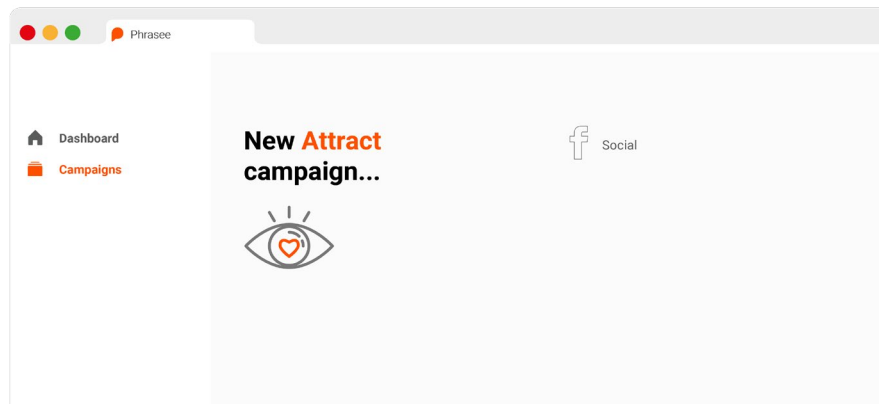 Phrasee
Dashboard
Campaigns
New Attract
campaign...
Social